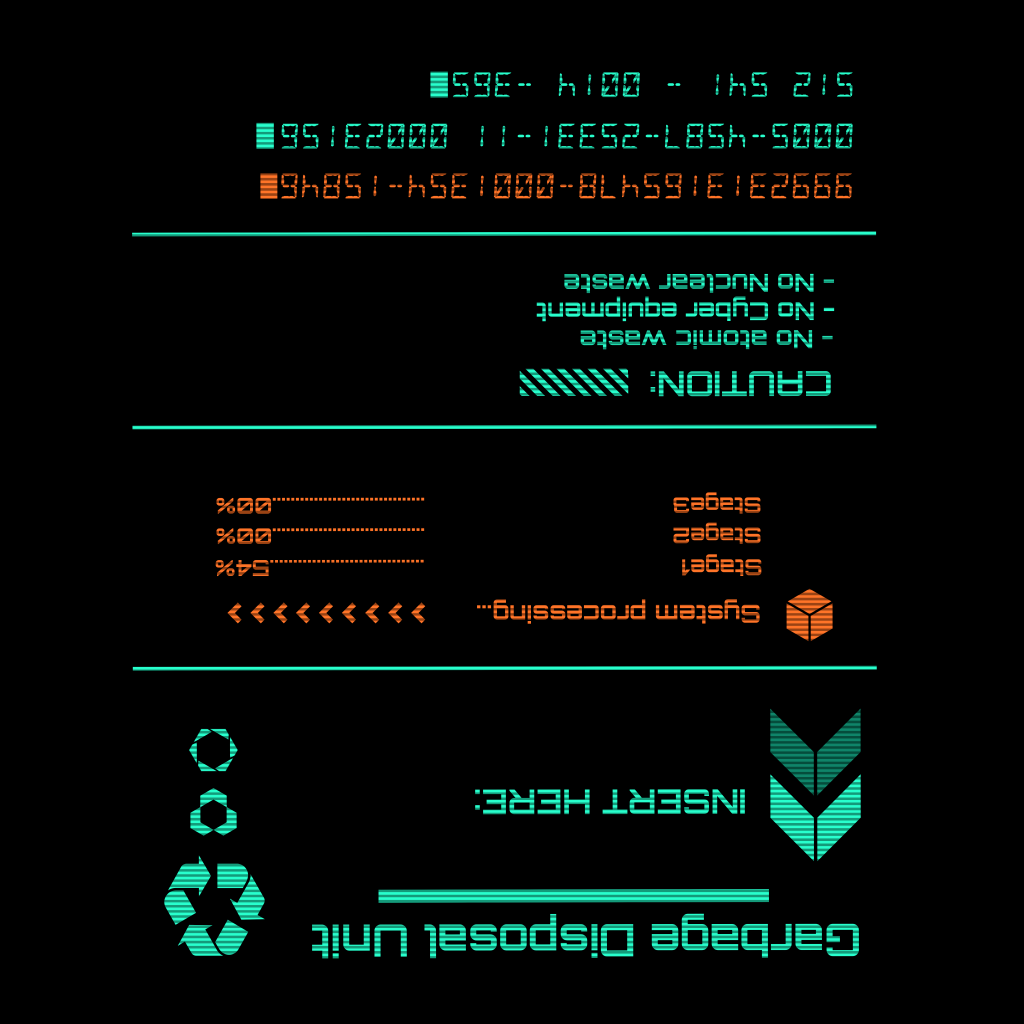 Garbage Disposal Unit
INSERT HERE:
System processing...
Stage1 54%
Stage2 00%
Stage3 00%
CAUTION:
- No atomic waste
- No Cyber equipment
- No Nuclear waste
9992313165478-0001354-15846
0005-4587-25331-11 00023156
512 541 - 0014 -365